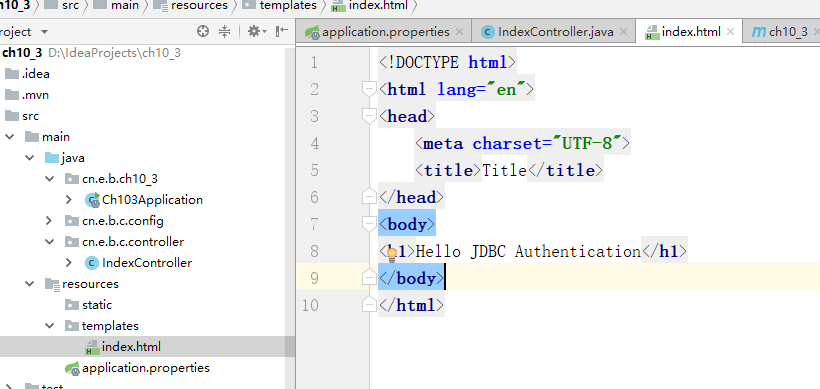 ch10_3 〉 src 〉 main 〉 resources 〉 templates 〉 index.html 〉
roject
ch10_3 D:\IdeaProjects\ch10_3
.idea
.mvn
src
main
java
cn.e.b.ch10_3
Ch103Application
cn.e.b.c.config
cn.e.b.c.controller
IndexController
resources
static
templates
index.html
application.properties
test
application.properties × IndexController.java × index.html × ch10_3 ×
1 <!DOCTYPE html>
2 <html lang="en">
3 <head>
4 <meta charset="UTF-8">
5 <title>Title</title>
6 </head>
7 <body>
8 <h1>Hello JDBC Authentication</h1>
9 </body>
10 </html>